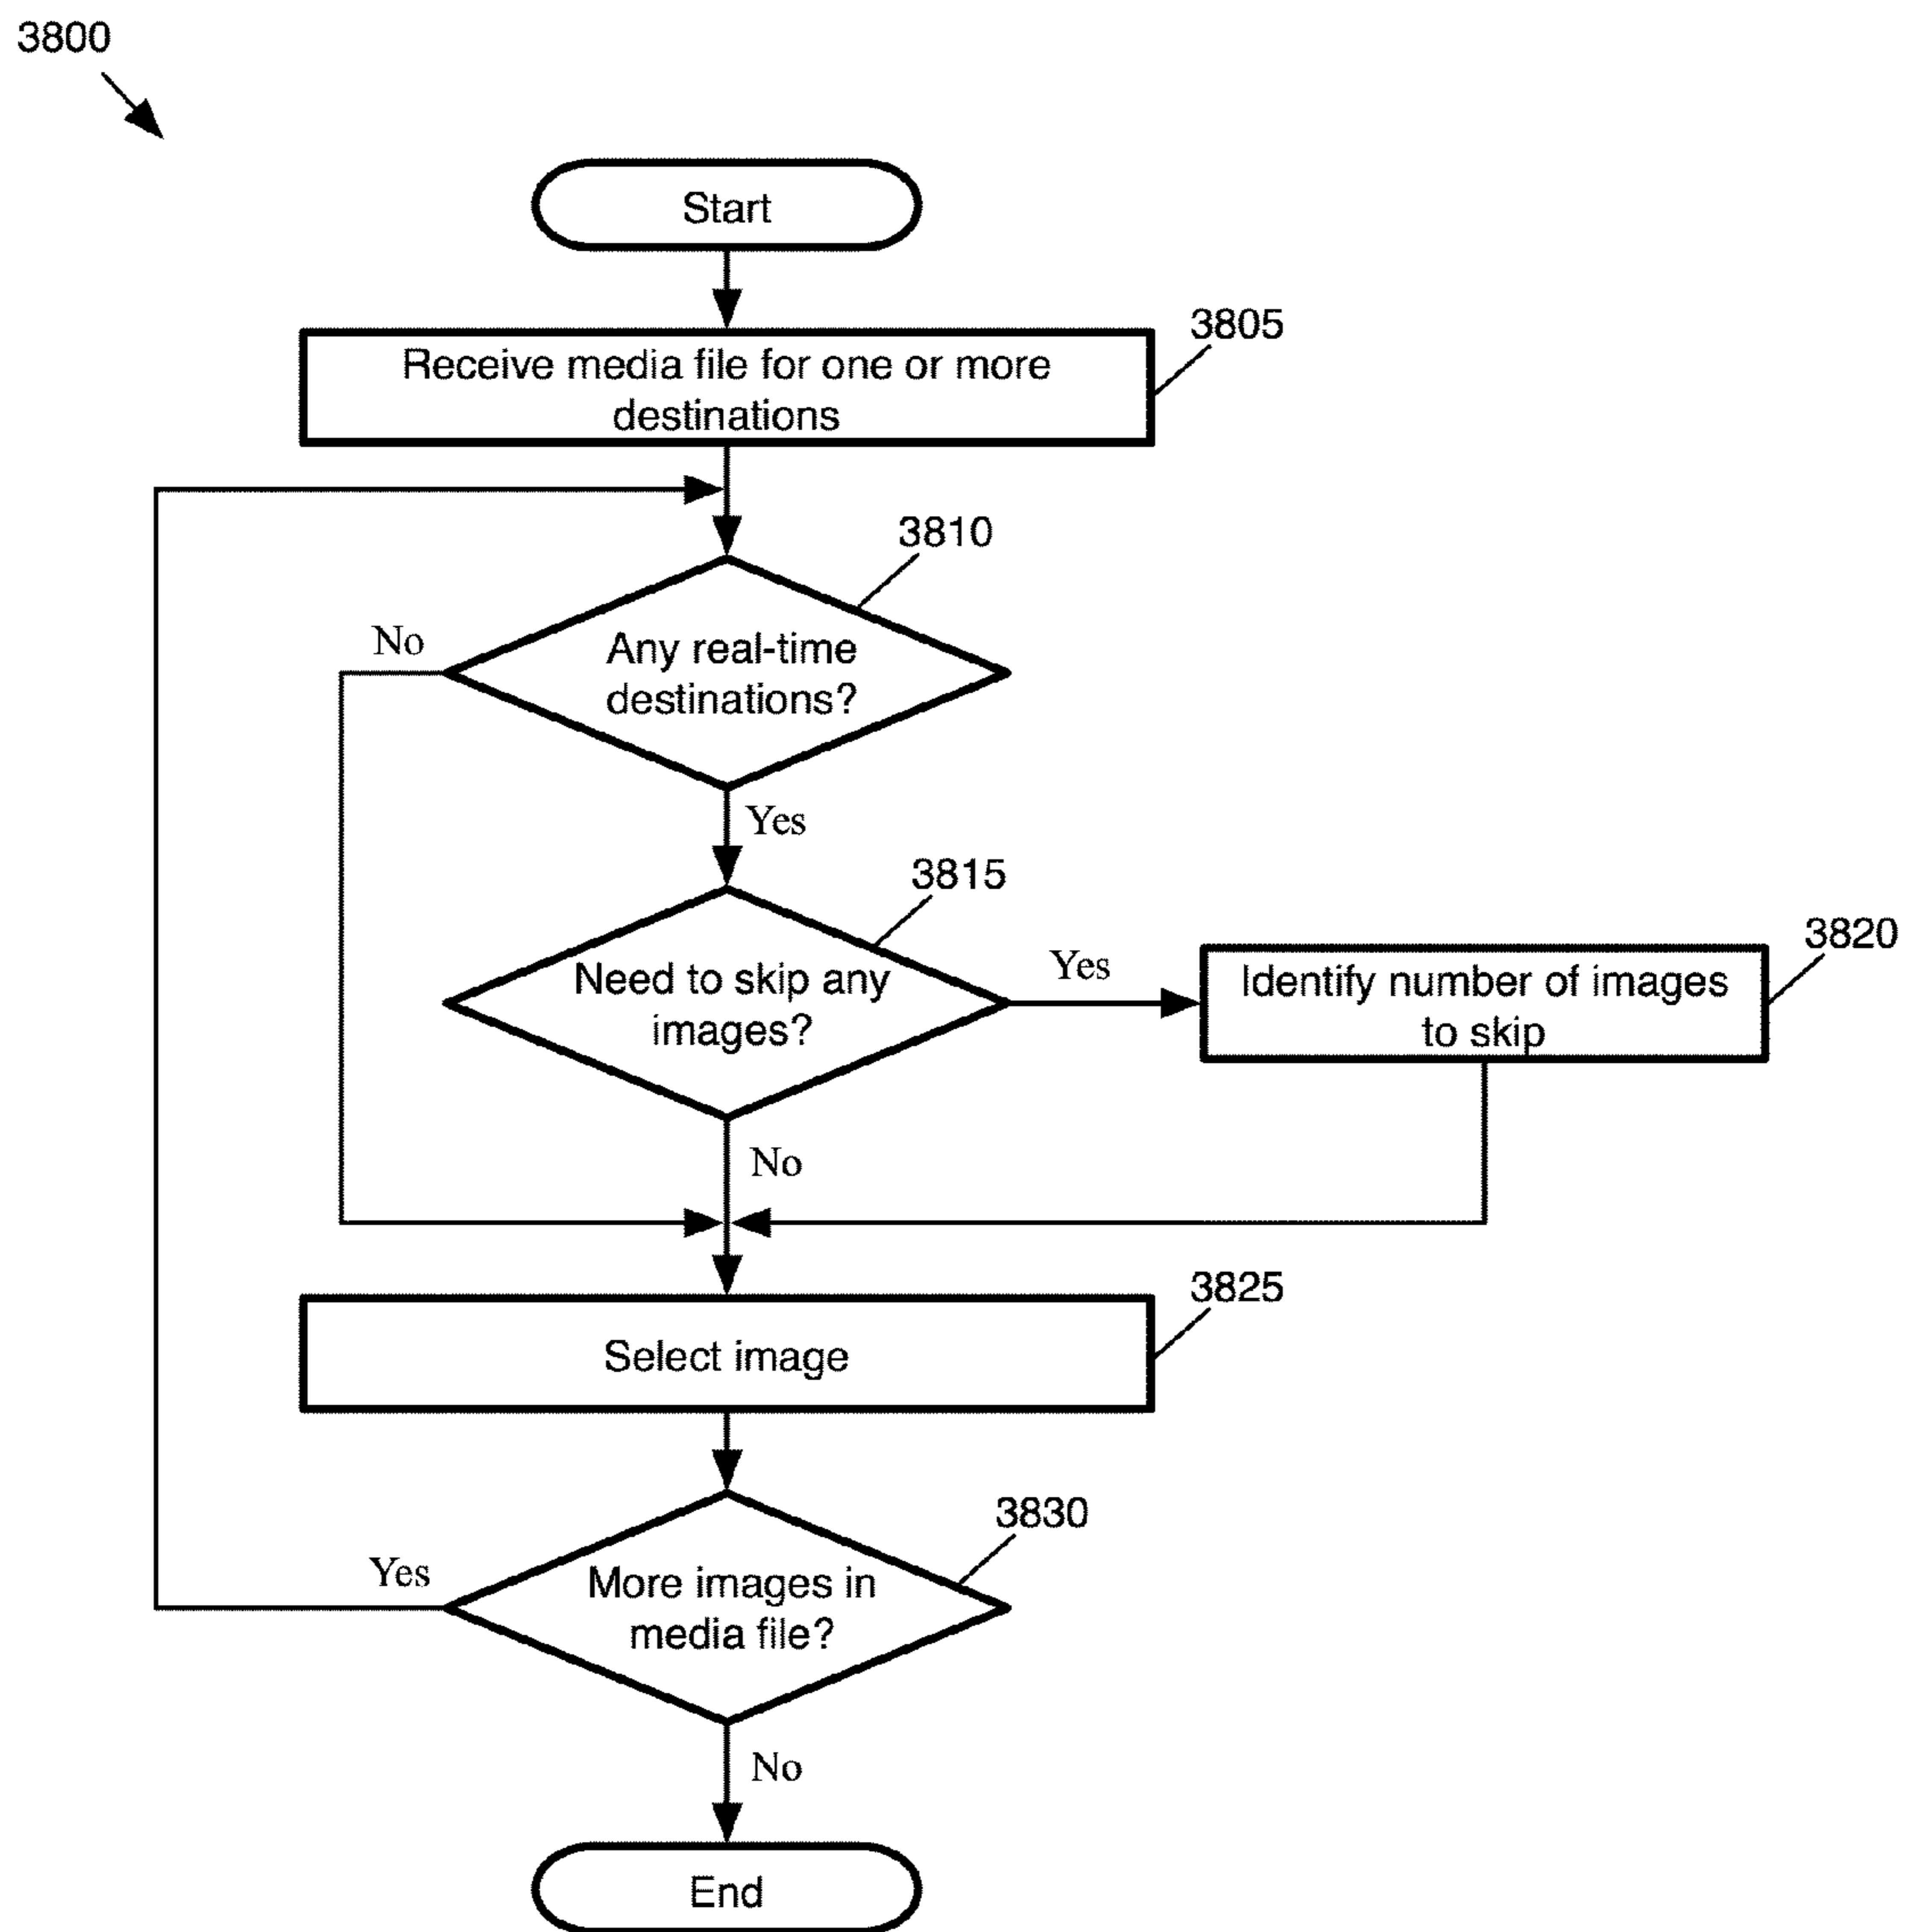 3800
Start
3805
Receive media file for one or more
destinations
3810
No
Any real-time
destinations?
Yes
3815
Need to skip any
images?
Yes
3820
Identify number of images
to skip
No
3825
Select image
3830
Yes
More images in
media file?
No
End